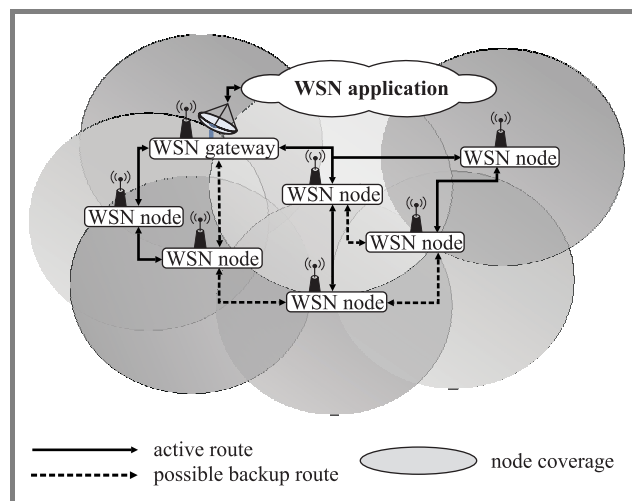 WSN application
WSN gateway
WSN node
WSN node
WSN node
WSN node
WSN node
WSN node
active route
possible backup route
node coverage